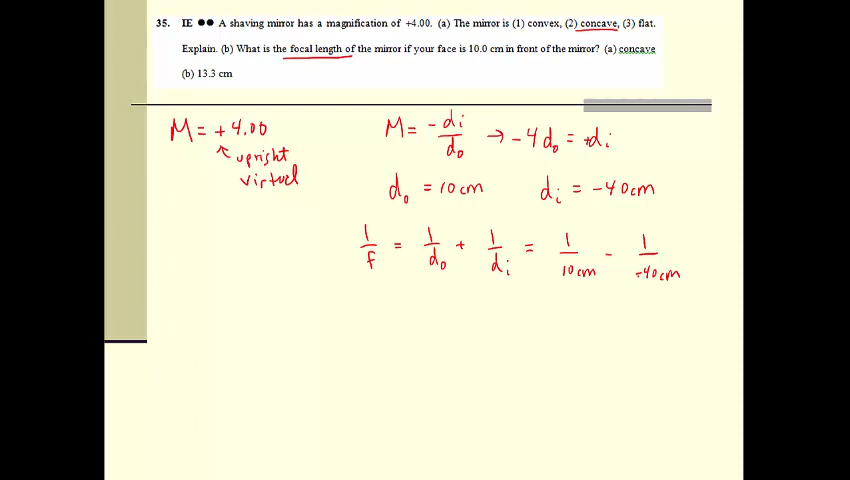 35. IE ●● A shaving mirror has a magnification of +4.00. (a) The mirror is (1) convex, (2) concave, (3) flat.
Explain. (b) What is the focal length of the mirror if your face is 10.0 cm in front of the mirror? (a) concave
(b) 13.3 cm
M = +4.00
upright
virtual
M = -di/do → -4do = +di
do = 10cm di = -40cm
1/f = 1/do + 1/di = 1/10cm - 1/-40cm